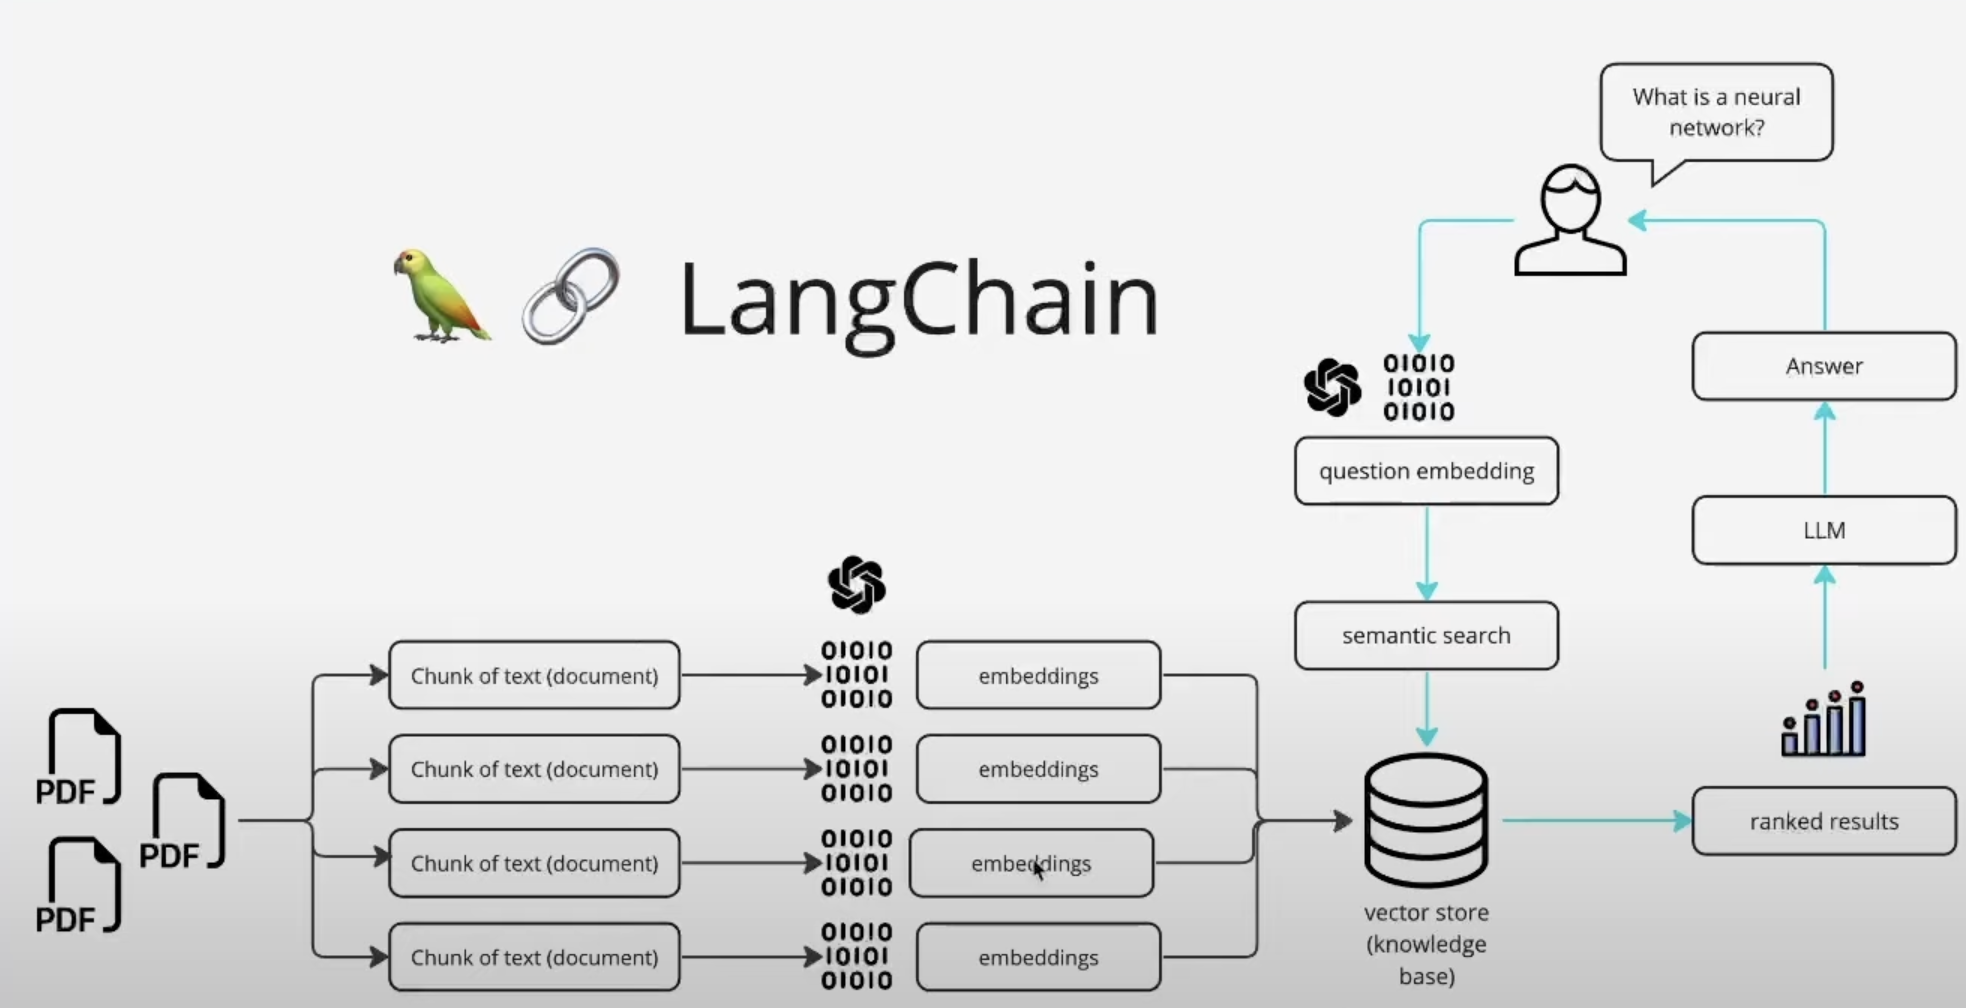 What is a neural
network?
LangChain
01010
10101
01010
question embedding
Answer
LLM
semantic search
01010
10101
01010
Chunk of text (document)
embeddings
01010
10101
01010
Chunk of text (document)
embeddings
01010
10101
01010
Chunk of text (document)
embeddings
01010
10101
01010
Chunk of text (document)
embeddings
PDF
PDF
PDF
ranked results
vector store
(knowledge
base)